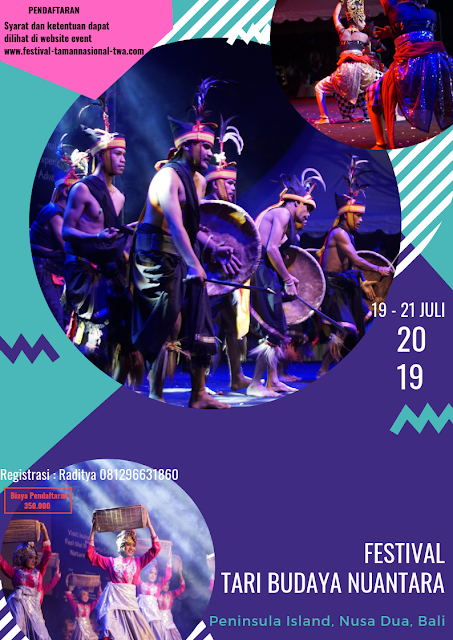 PENDAFTARAN
Syarat dan ketentuan dapat
dilihat di website event
www.festival-tamannasional-twa.com
19 - 21 JULI
20
19
Registrasi : Raditya 081296631860
Biaya Pendaftaran
350.000
FESTIVAL
TARI BUDAYA NUANTARA
Peninsula Island, Nusa Dua, Bali